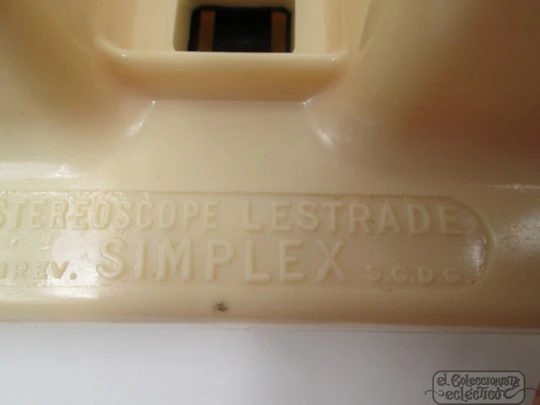 STEREOSCOPE LESTRADE
BREV. SIMPLEX S.G.D.G.
el Coleccionista
ecléctico